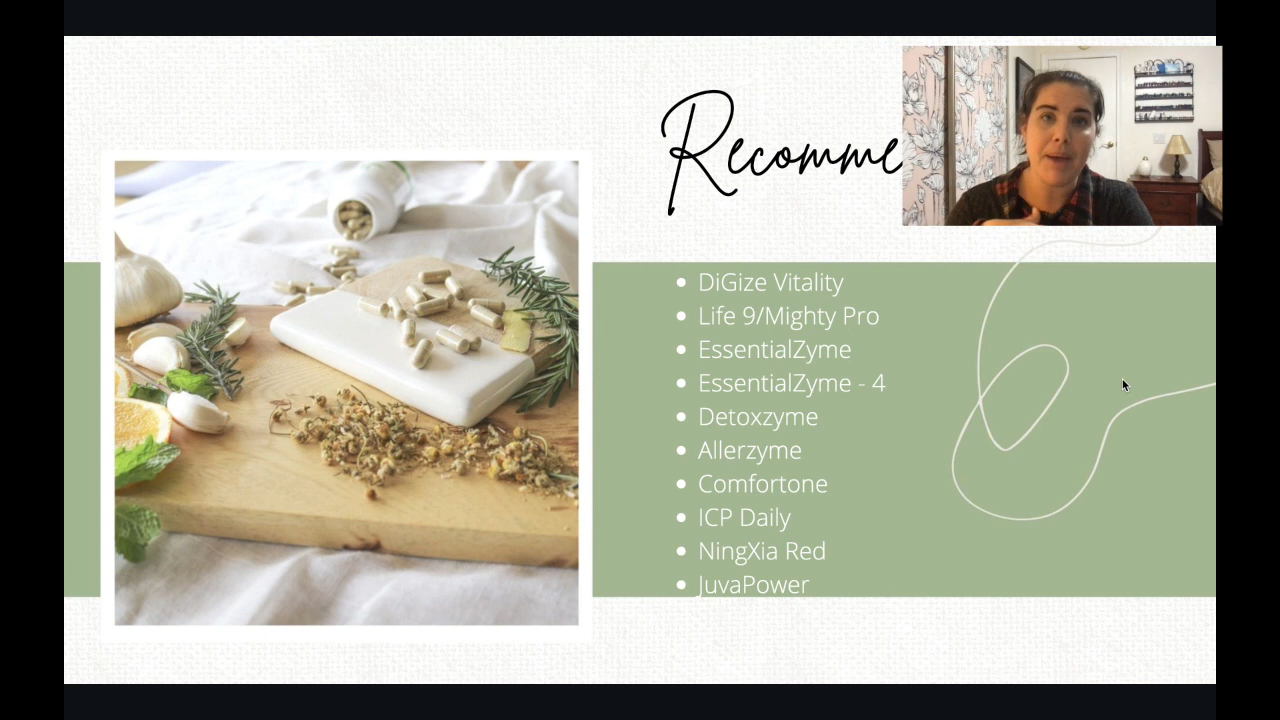 Recomme
DiGize Vitality
Life 9/Mighty Pro
EssentialZyme
EssentialZyme - 4
Detoxzyme
Allerzyme
Comfortone
ICP Daily
NingXia Red
JuvaPower